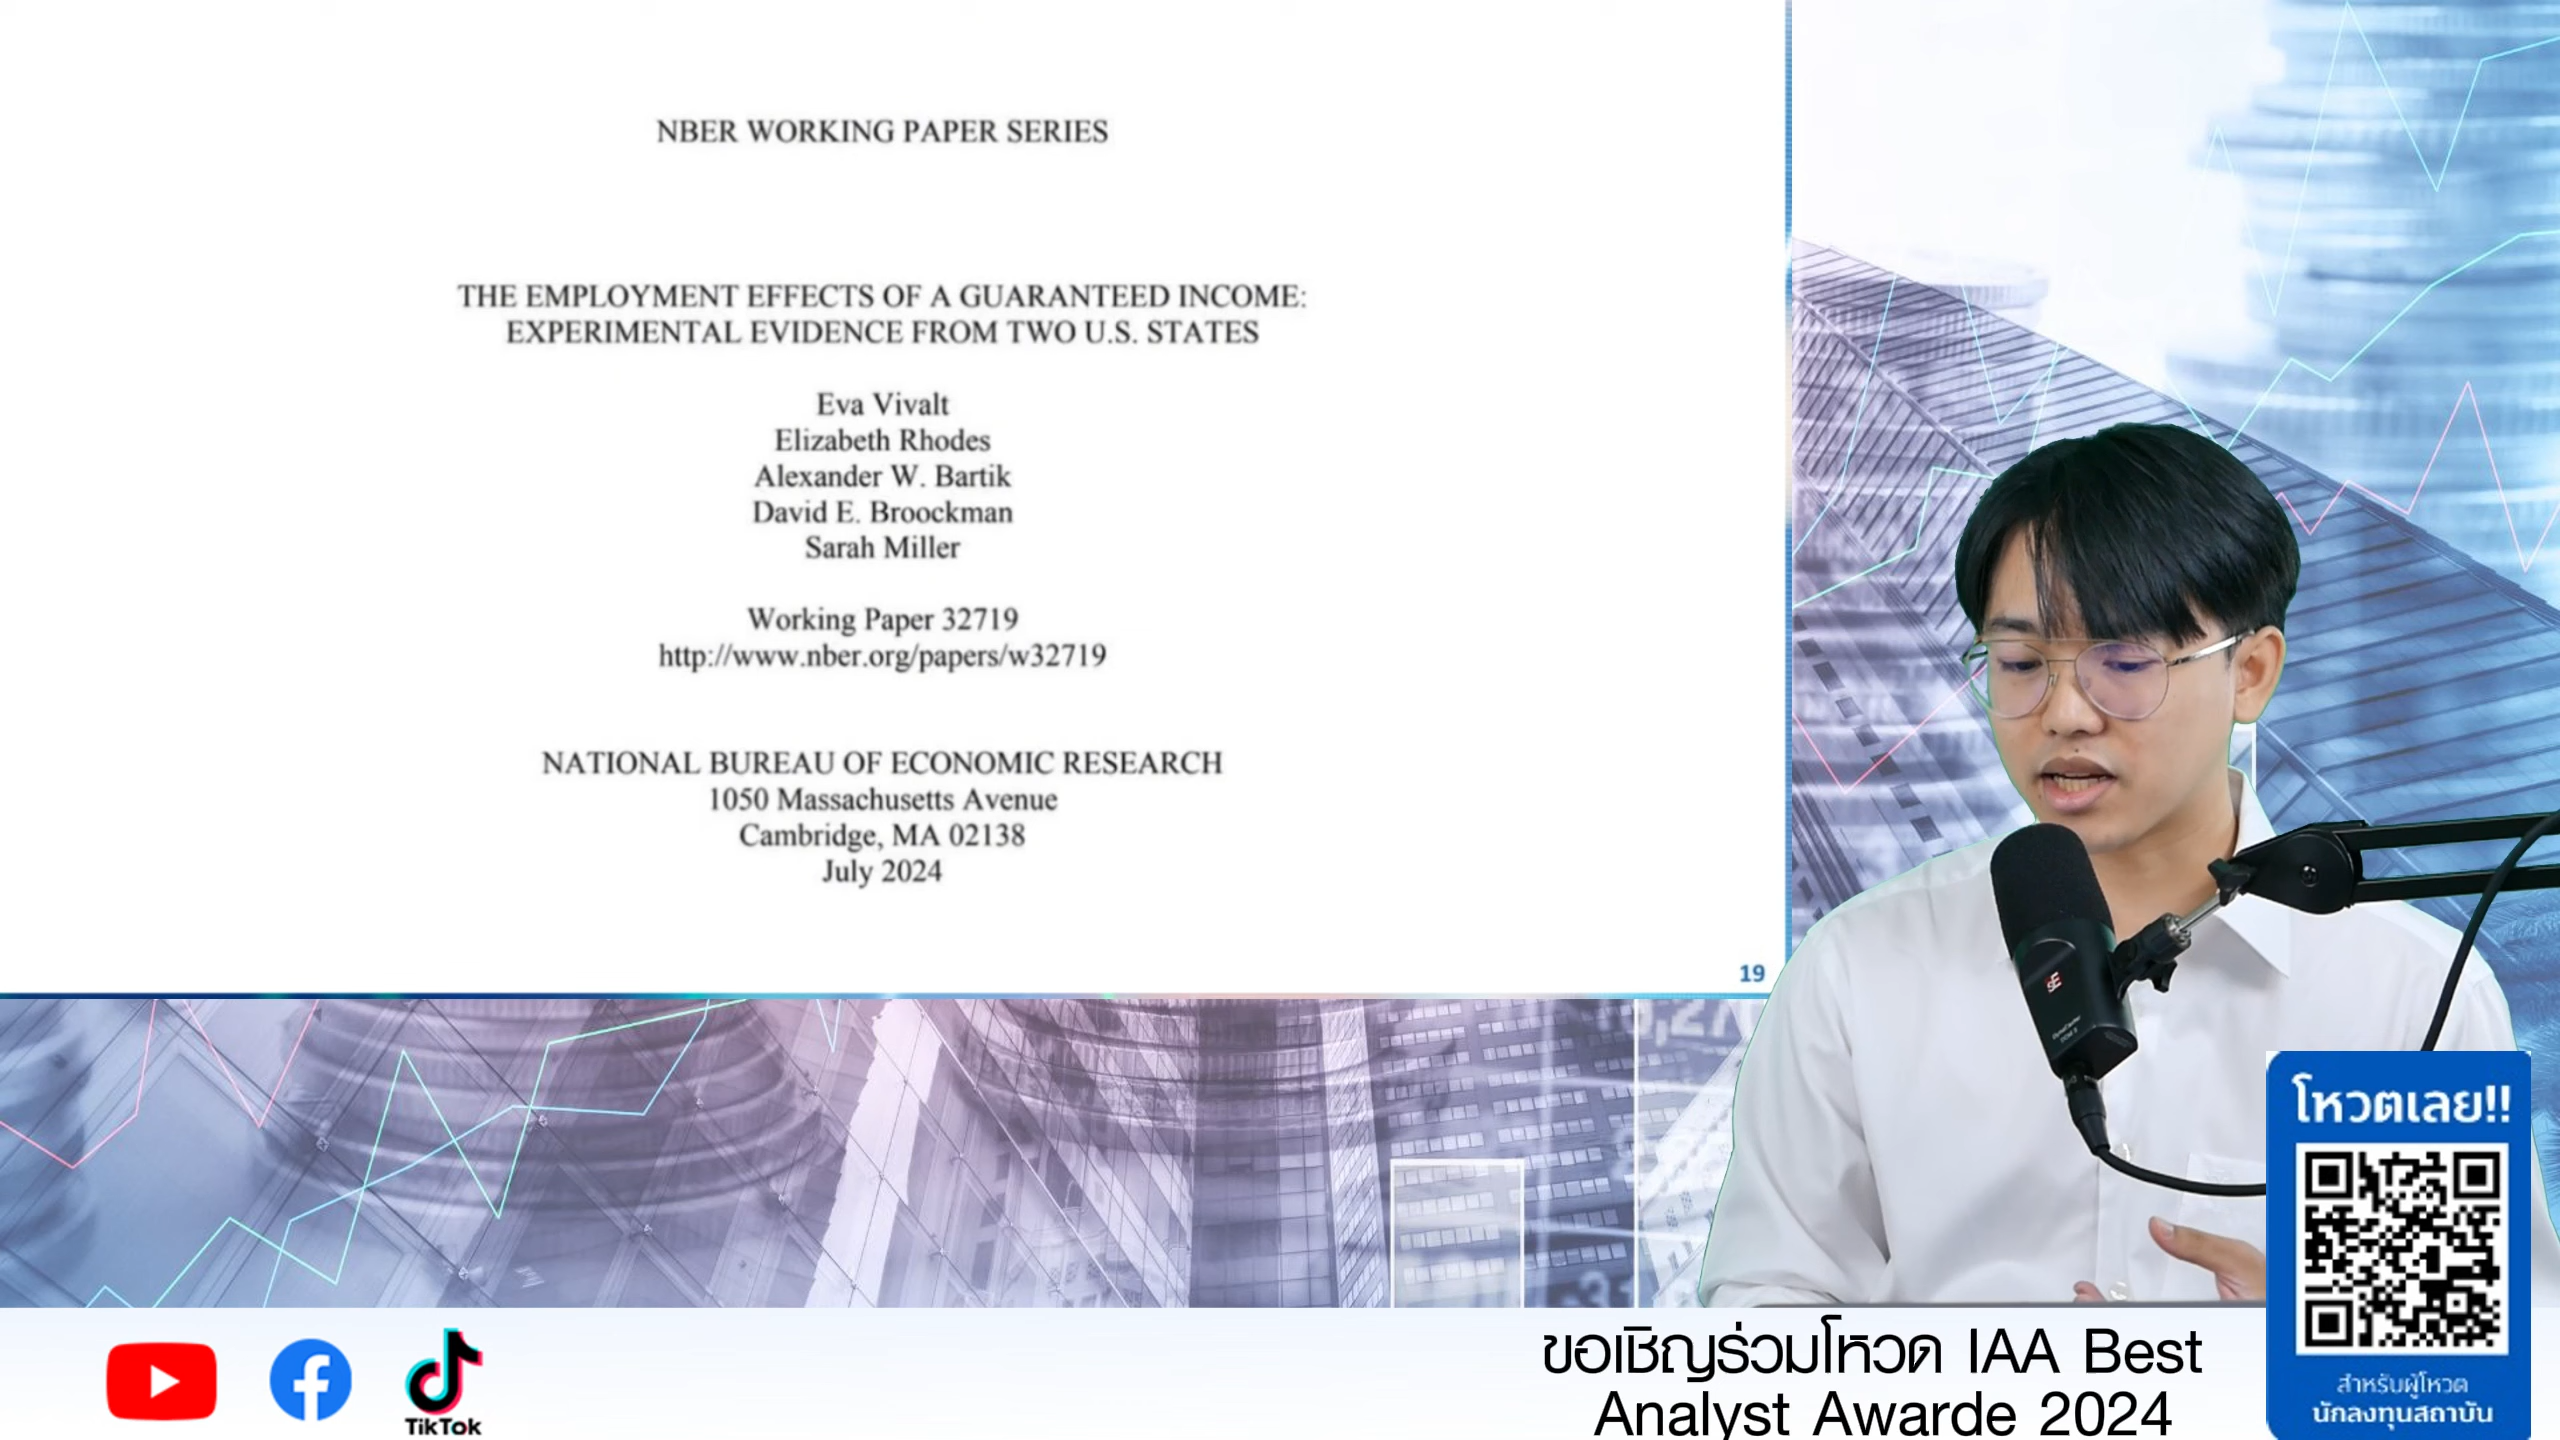 NBER WORKING PAPER SERIES
THE EMPLOYMENT EFFECTS OF A GUARANTEED INCOME:
EXPERIMENTAL EVIDENCE FROM TWO U.S. STATES
Eva Vivalt
Elizabeth Rhodes
Alexander W. Bartik
David E. Broockman
Sarah Miller
Working Paper 32719
http://www.nber.org/papers/w32719
NATIONAL BUREAU OF ECONOMIC RESEARCH
1050 Massachusetts Avenue
Cambridge, MA 02138
July 2024
19
sE
โหวตเลย!!
สำหรับผู้โหวต
นักลงทุนสถาบัน
TikTok
ขอเชิญร่วมโหวด IAA Best
Analyst Awarde 2024